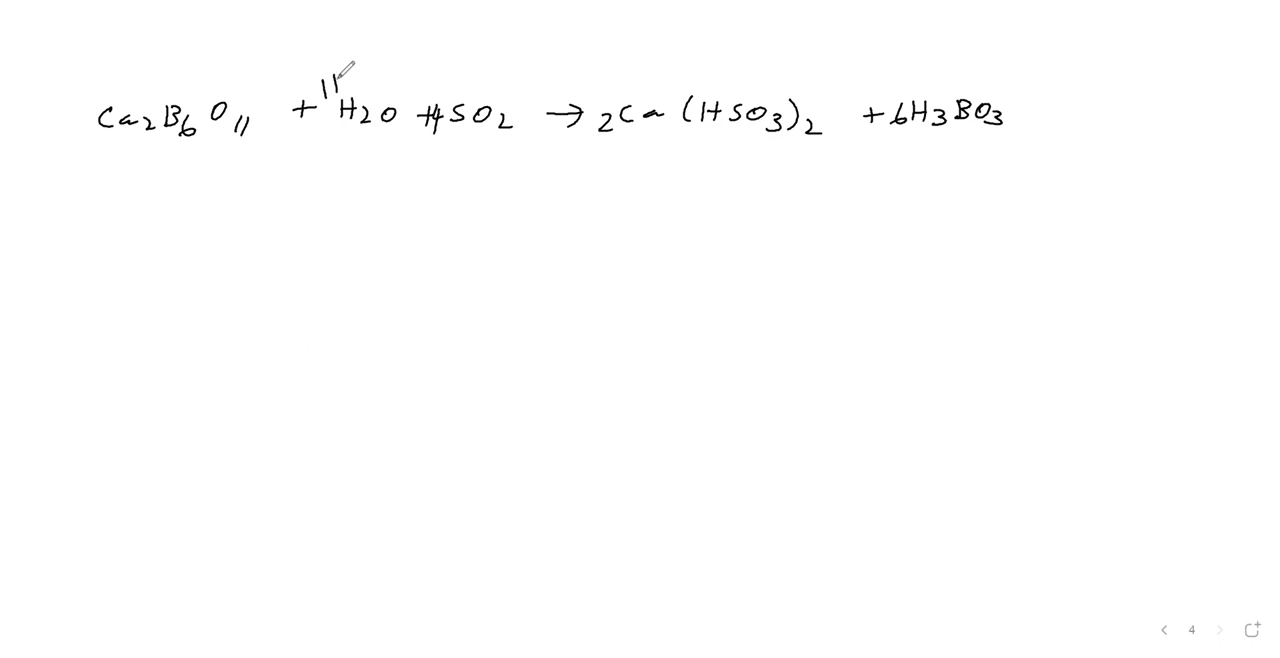 Ca₂B₆O₁₁ + 11H₂O + 4SO₂ → 2Ca(HSO₃)₂ + 6H₃BO₃
4